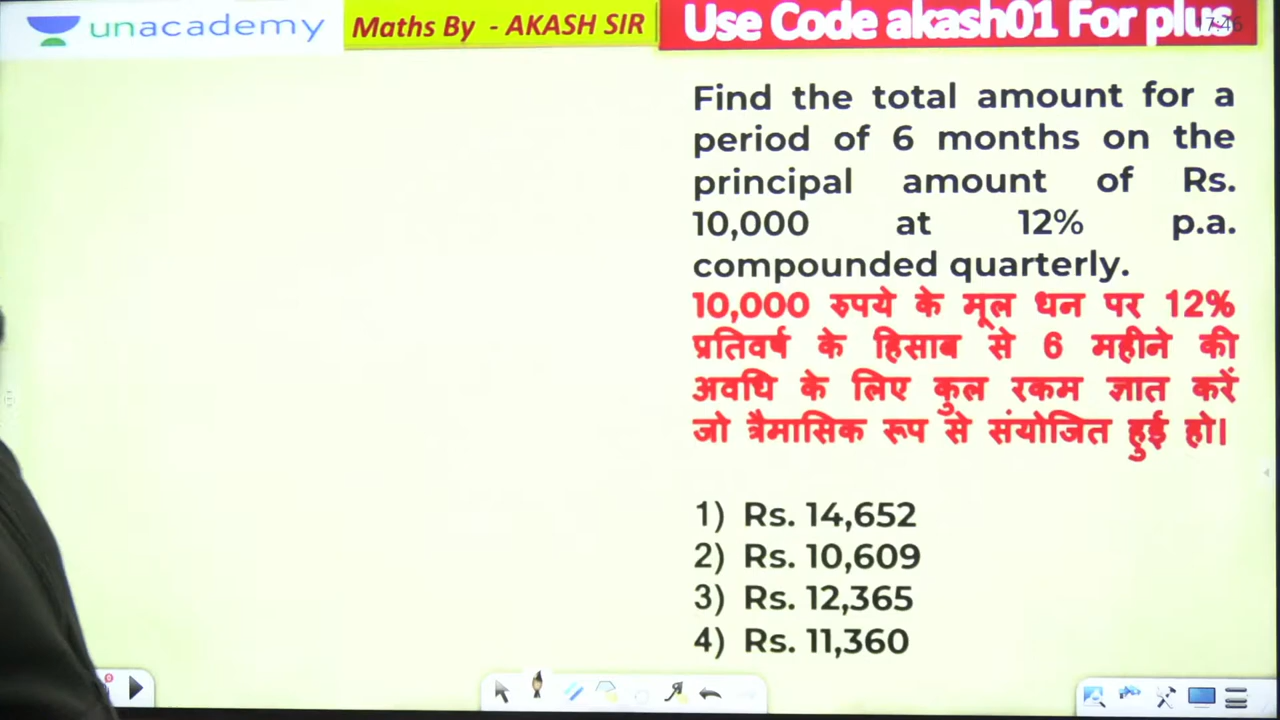 unacademy
Maths By - AKASH SIR
Use Code akash01 For plus
17:46
Find the total amount for a
period of 6 months on the
principal amount of Rs.
10,000 at 12% p.a.
compounded quarterly.
10,000 रुपये के मूल धन पर 12%
प्रतिवर्ष के हिसाब से 6 महीने की
अवधि के लिए कुल रकम ज्ञात करें
जो त्रैमासिक रूप से संयोजित हुई हो।
1) Rs. 14,652
2) Rs. 10,609
3) Rs. 12,365
4) Rs. 11,360